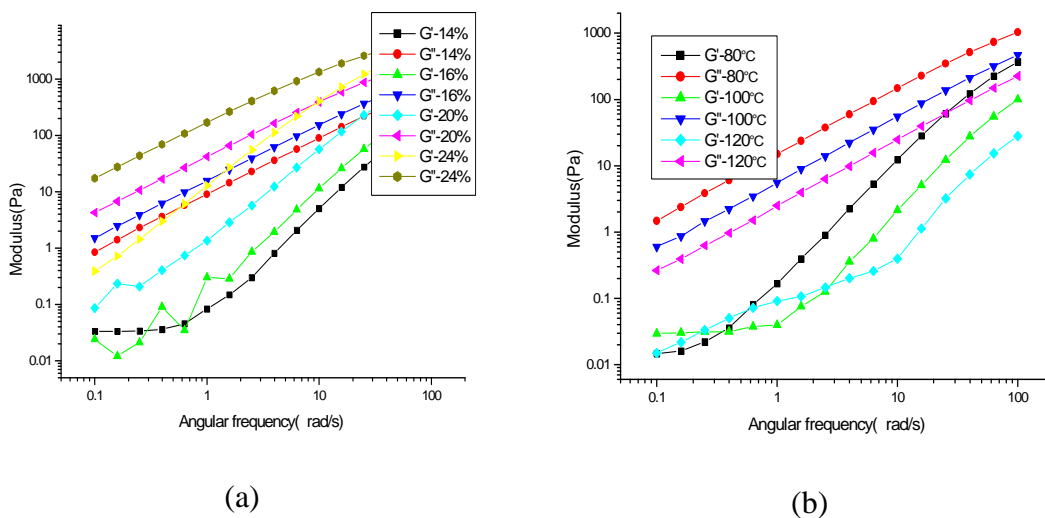 Modulus(Pa)
1000
100
10
1
0.1
0.01
0.1
1
10
100
Angular frequency( rad/s)
G'-14%
G''-14%
G'-16%
G''-16%
G'-20%
G''-20%
G'-24%
G''-24%
(a)
Modulus(Pa)
1000
100
10
1
0.1
0.01
0.1
1
10
100
Angular frequency( rad/s)
G'-80°C
G''-80°C
G'-100°C
G''-100°C
G'-120°C
G''-120°C
(b)